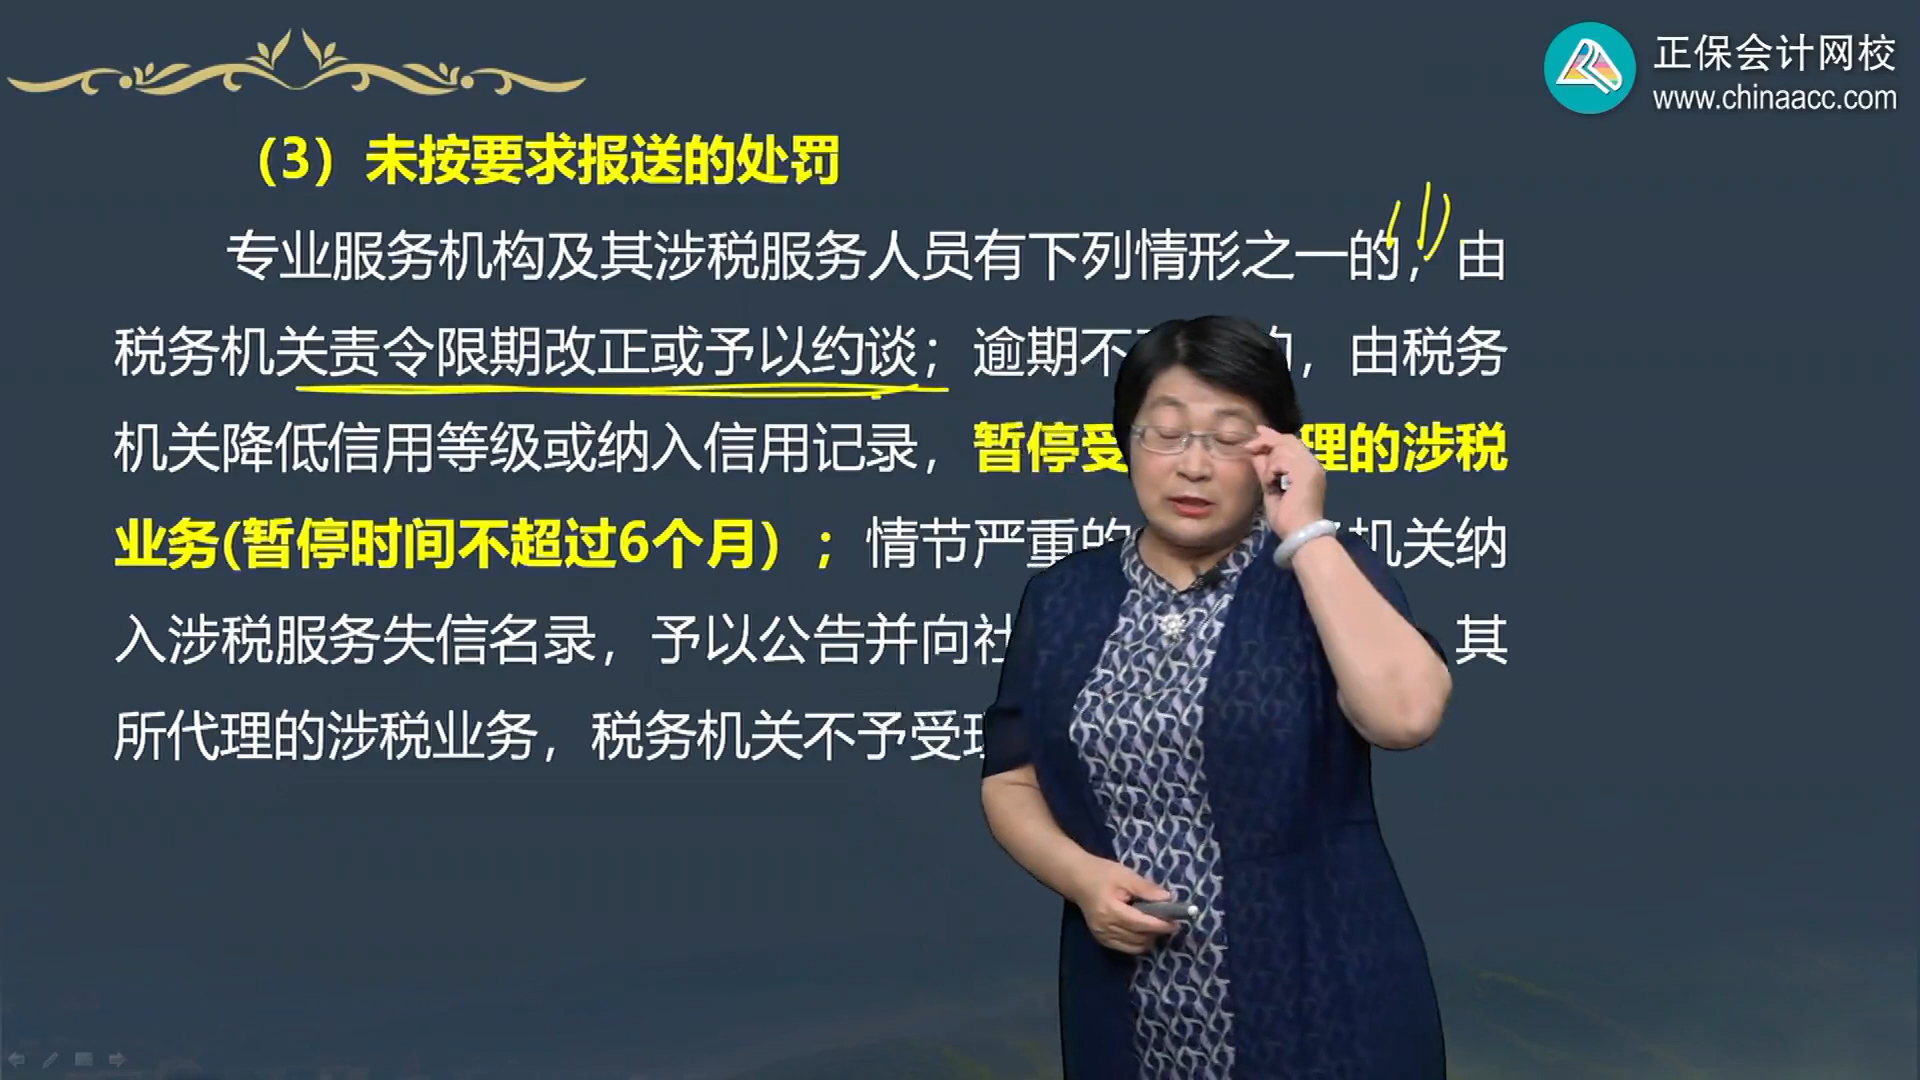 正保会计网校
www.chinaacc.com
（3）未按要求报送的处罚
专业服务机构及其涉税服务人员有下列情形之一的，由
税务机关责令限期改正或予以约谈；逾期不，由税务
机关降低信用等级或纳入信用记录，暂停受理的涉税
业务(暂停时间不超过6个月）；情节严重的机关纳
入涉税服务失信名录，予以公告并向社其
所代理的涉税业务，税务机关不予受